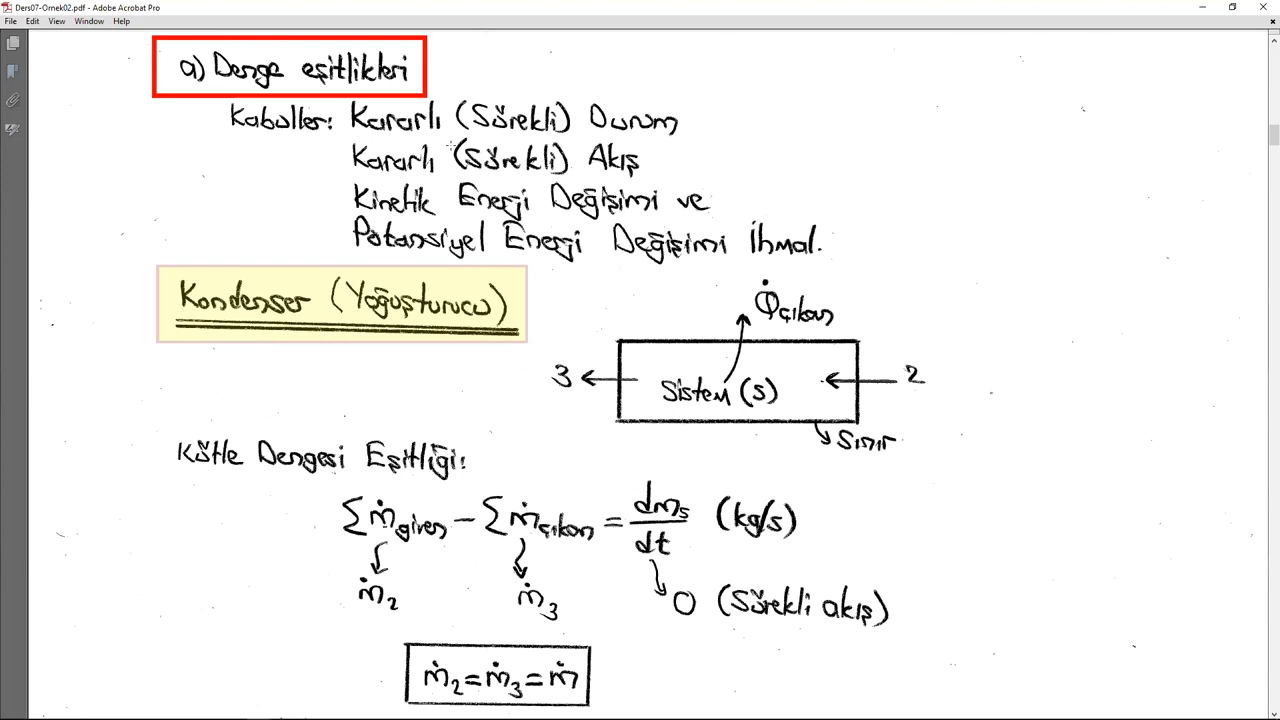 Ders07-Ornek02.pdf - Adobe Acrobat Pro
File Edit View Window Help
a) Denge eşitlikleri
Kabuller: Kararlı (Sürekli) Durum
Kararlı (Sürekli) Akış
Kinetik Energi Değişimi ve
Potansiyel Energi Değişimi İhmal.
Kondenser (Yoğuşturucu)
Q̇çıkan
3 ← Sistem (s) ← 2
Sınır
Kütle Dengesi Eşitliği:
∑ṁgiren - ∑ṁçıkan = dmₛ/dt (kg/s)
ṁ₂ ṁ₃ 0 (Sürekli akış)
ṁ₂ = ṁ₃ = ṁ